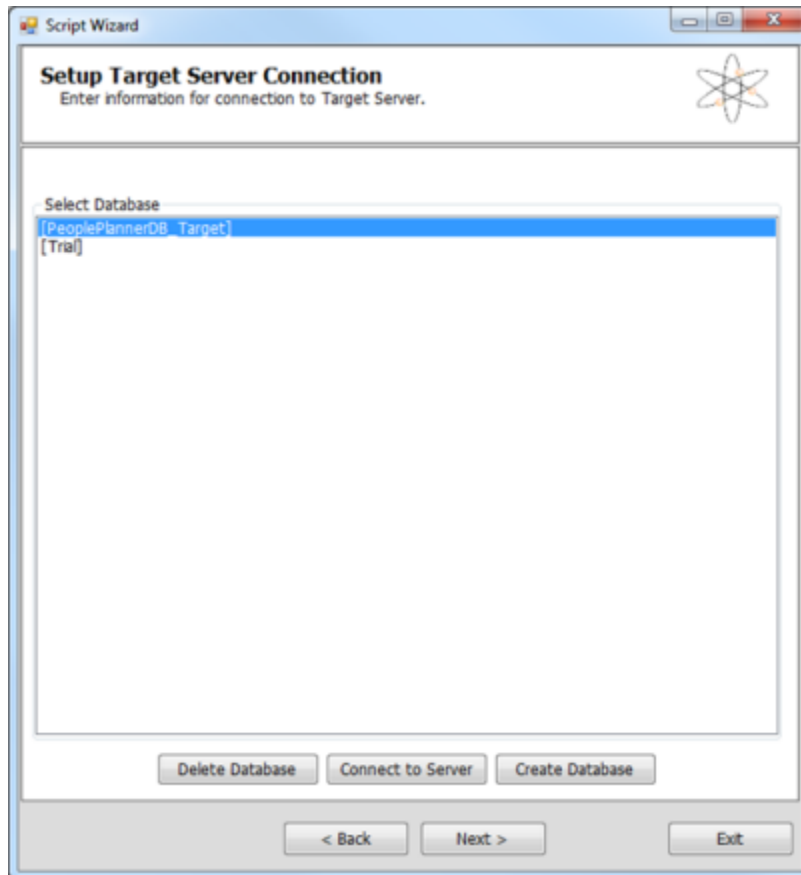 Script Wizard
Setup Target Server Connection
Enter information for connection to Target Server.
Select Database
[PeoplePlannerDB_Target]
[Trial]
Delete Database Connect to Server Create Database
< Back Next > Exit